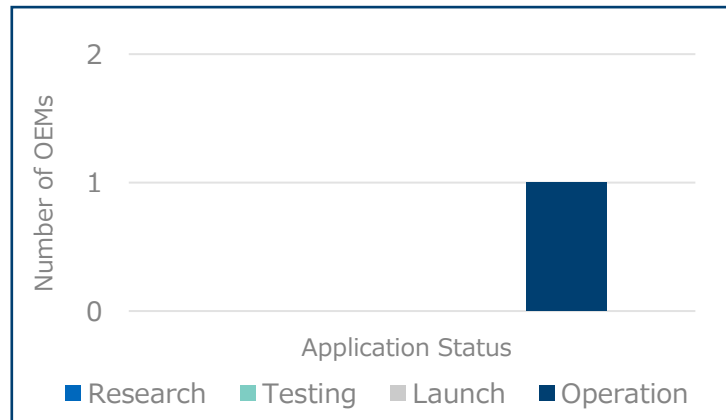 Number of OEMs
2
1
0
Application Status
Research Testing Launch Operation